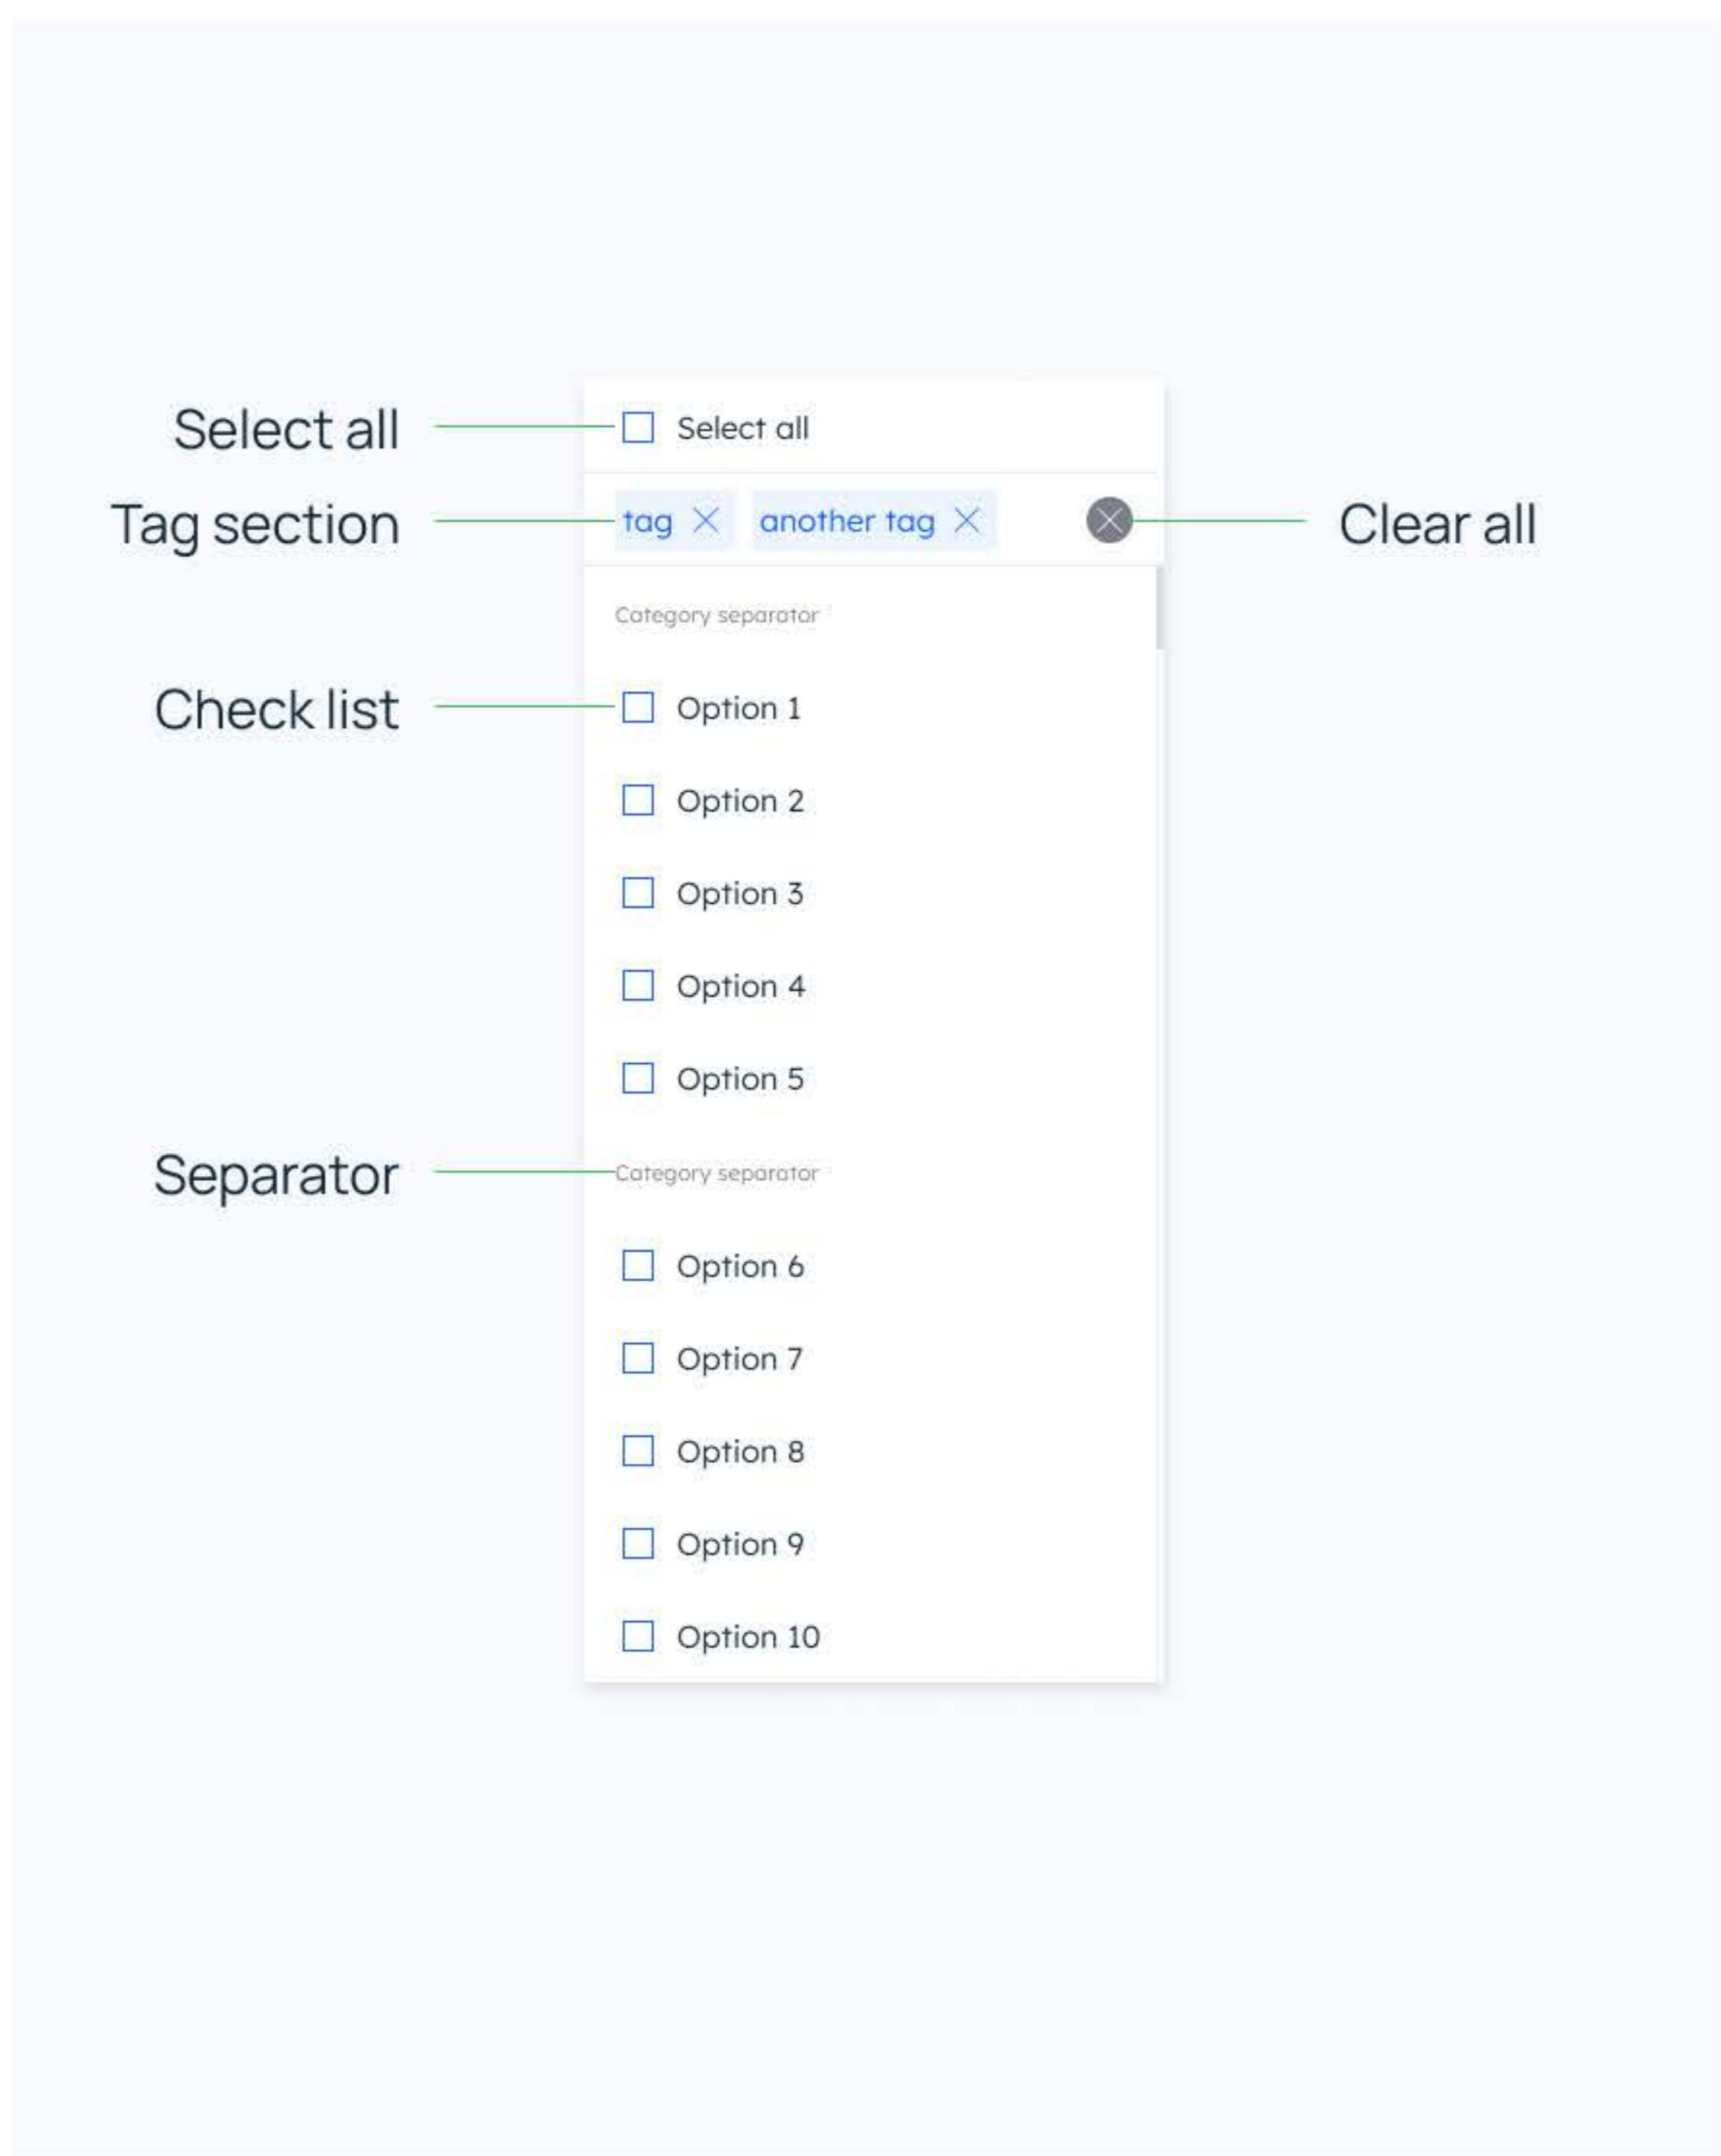 Select all
Select all
Tag section
tag
another tag
Clear all
Category separator
Check list
Option 1
Option 2
Option 3
Option 4
Option 5
Separator
Category separator
Option 6
Option 7
Option 8
Option 9
Option 10